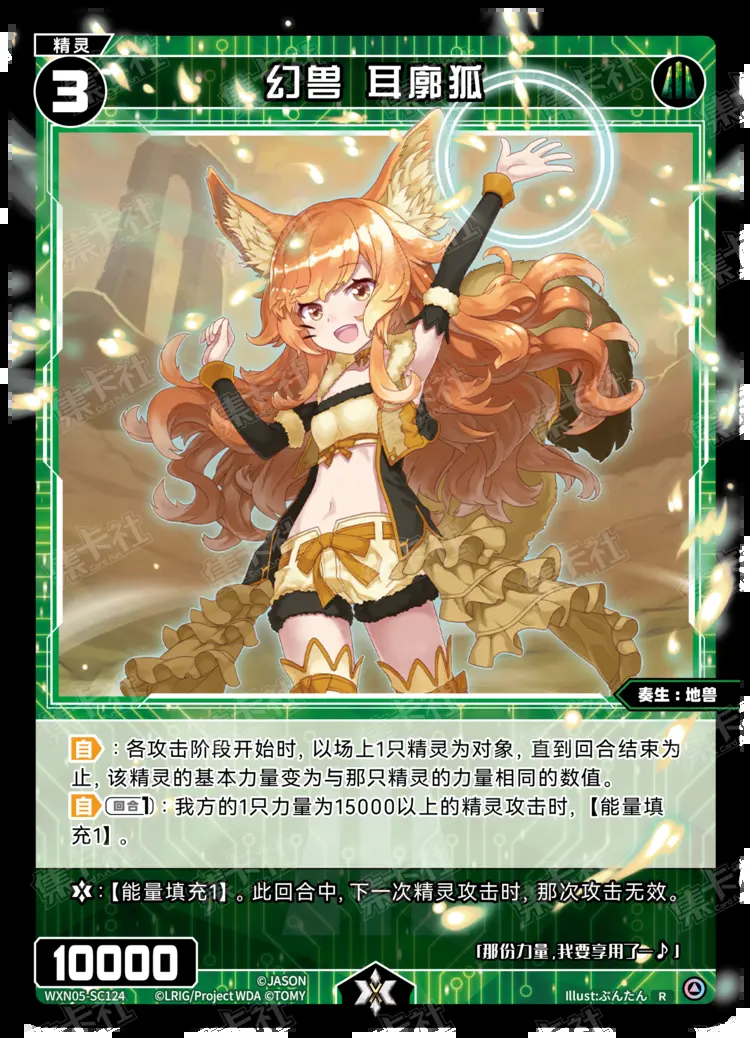 精灵
3
幻兽 耳廓狐
奏生：地兽
自：各攻击阶段开始时，以场上1只精灵为对象，直到回合结束为
止，该精灵的基本力量变为与那只精灵的力量相同的数值。
自 回合1：我方的1只力量为15000以上的精灵攻击时，【能量填
充1】。
：【能量填充1】。此回合中，下一次精灵攻击时，那次攻击无效。
10000
「那份力量，我要享用了—♪」
©JASON
WXN05-SC124 ©LRIG/Project WDA ©TOMY
Illust:ぶんたん R
集卡社